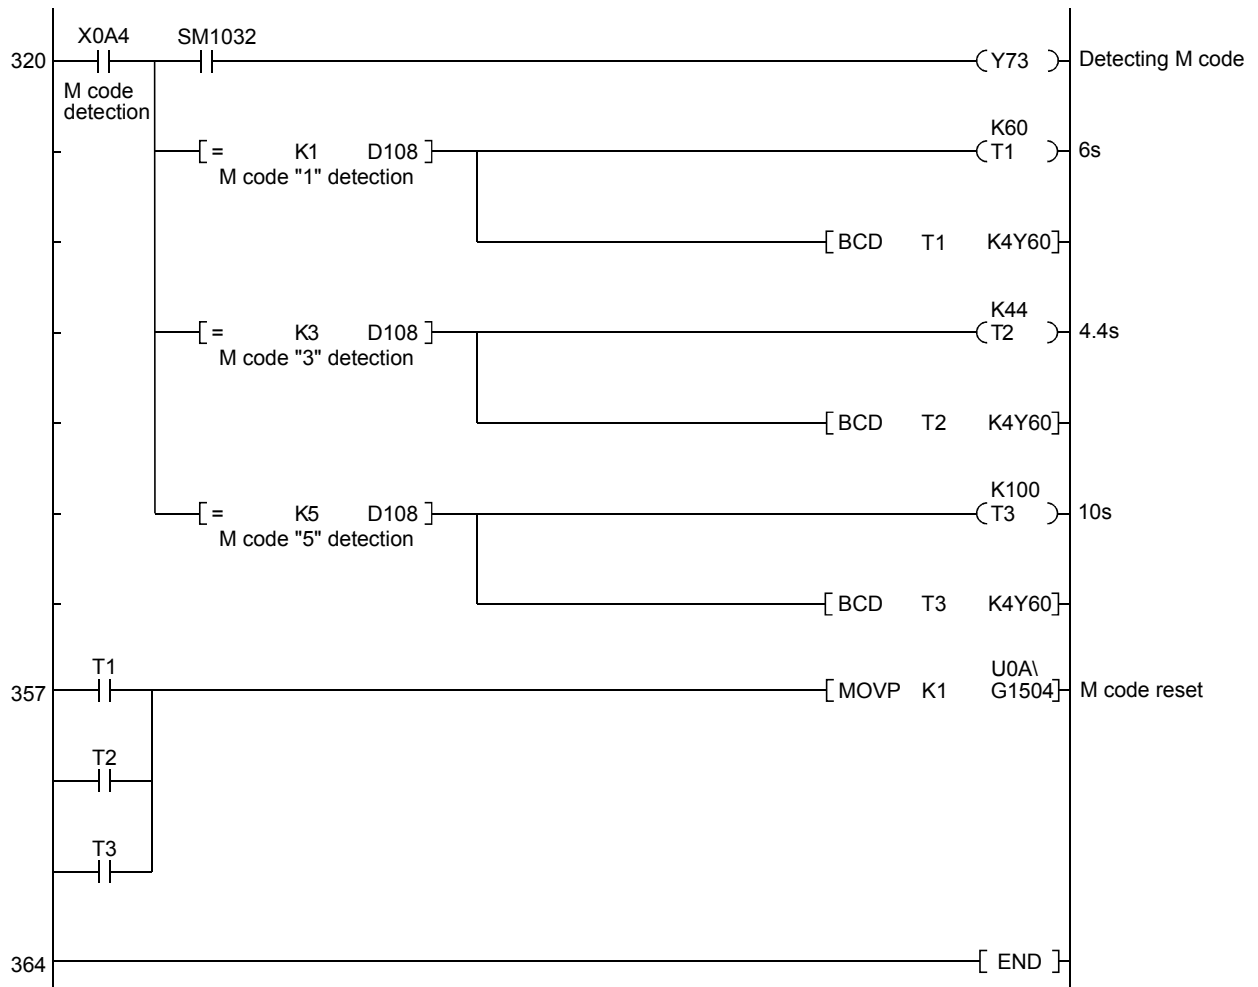 X0A4 SM1032
320 Y73 Detecting M code
M code
detection
K60
= K1 D108 T1 6s
M code "1" detection
BCD T1 K4Y60
K44
= K3 D108 T2 4.4s
M code "3" detection
BCD T2 K4Y60
K100
= K5 D108 T3 10s
M code "5" detection
BCD T3 K4Y60
T1 U0A\
357 MOVP K1 G1504 M code reset
T2
T3
364 END